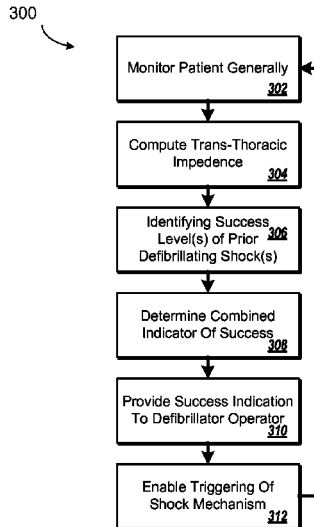 300
Monitor Patient Generally
302
Compute Trans-Thoracic
Impedence
304
Identifying Success
306
Level(s) of Prior
Defibrillating Shock(s)
Determine Combined
Indicator Of Success
308
Provide Success Indication
To Defibrillator Operator
310
Enable Triggering Of
Shock Mechanism
312